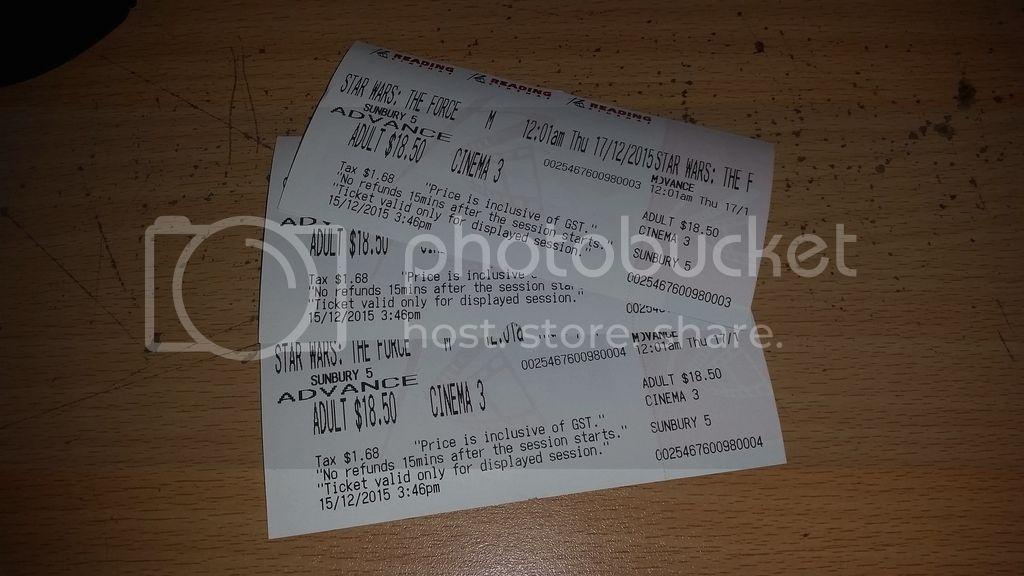 READING READING READING
STAR WARS: THE FORCE M 12:01am Thu 17/12/2015
SUNBURY 5
ADVANCE
ADULT $18.50 CINEMA 3 0025467600980003
Tax $1.68 "Price is inclusive of GST."
"No refunds 15mins after the session starts."
"Ticket valid only for displayed session."
15/12/2015 3:46pm
STAR WARS: THE F
ADVANCE
12:01am Thu 17/1
ADULT $18.50
CINEMA 3
SUNBURY 5
0025467600980003
ADULT $18.50
Tax $1.68 "Price is inclusive
"No refunds 15mins after the session
"Ticket valid only for displayed session."
15/12/2015 3:46pm
STAR WARS: THE FORCE M
SUNBURY 5
ADVANCE
ADULT $18.50 CINEMA 3 0025467600980004
Tax $1.68 "Price is inclusive of GST."
"No refunds 15mins after the session starts."
"Ticket valid only for displayed session."
15/12/2015 3:46pm
ADVANCE
12:01am Thu 17/1
ADULT $18.50
CINEMA 3
SUNBURY 5
0025467600980004
photobucket
host. store. share.